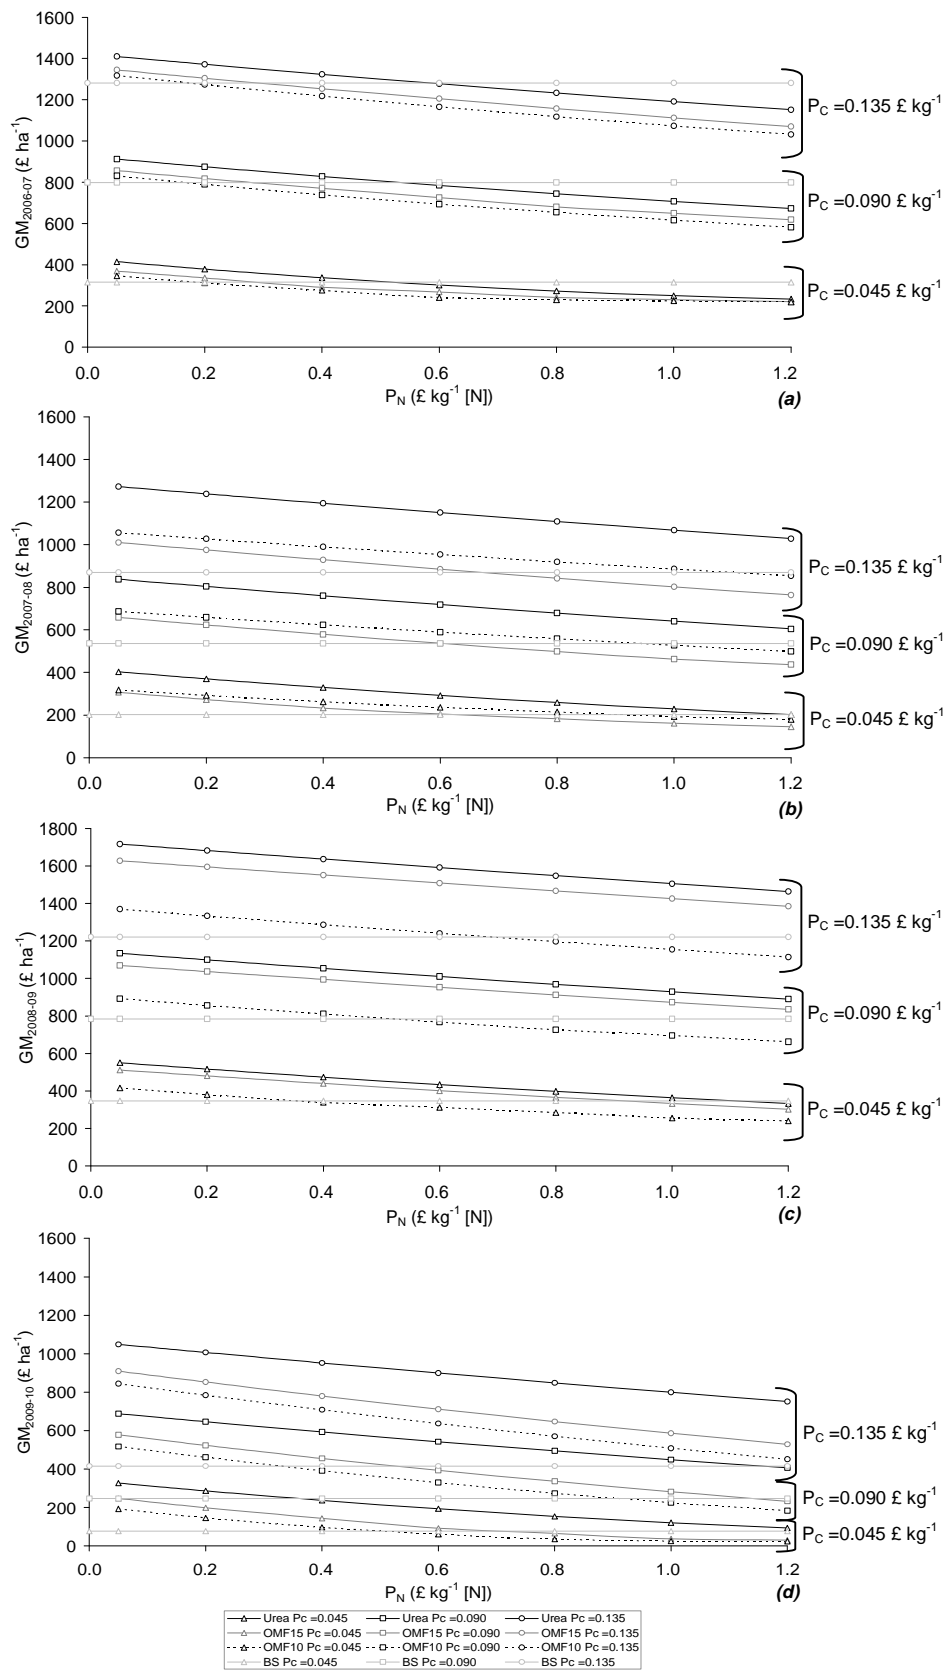 1600
1400
1200
1000
800
600
400
200
0
GM2006-07 (£ ha-1)
0.0 0.2 0.4 0.6 0.8 1.0 1.2
PN (£ kg-1 [N])
(a)
PC =0.135 £ kg-1
PC =0.090 £ kg-1
PC =0.045 £ kg-1
1600
1400
1200
1000
800
600
400
200
0
GM2007-08 (£ ha-1)
0.0 0.2 0.4 0.6 0.8 1.0 1.2
PN (£ kg-1 [N])
(b)
PC =0.135 £ kg-1
PC =0.090 £ kg-1
PC =0.045 £ kg-1
1800
1600
1400
1200
1000
800
600
400
200
0
GM2008-09 (£ ha-1)
0.0 0.2 0.4 0.6 0.8 1.0 1.2
PN (£ kg-1 [N])
(c)
PC =0.135 £ kg-1
PC =0.090 £ kg-1
PC =0.045 £ kg-1
1600
1400
1200
1000
800
600
400
200
0
GM2009-10 (£ ha-1)
0.0 0.2 0.4 0.6 0.8 1.0 1.2
PN (£ kg-1 [N])
(d)
PC =0.135 £ kg-1
PC =0.090 £ kg-1
PC =0.045 £ kg-1
Urea Pc =0.045 Urea Pc =0.090 Urea Pc =0.135
OMF15 Pc =0.045 OMF15 Pc =0.090 OMF15 Pc =0.135
OMF10 Pc =0.045 OMF10 Pc =0.090 OMF10 Pc =0.135
BS Pc =0.045 BS Pc =0.090 BS Pc =0.135